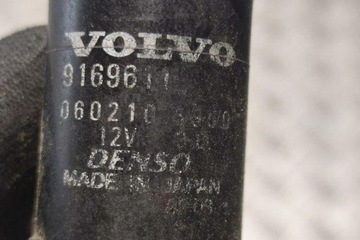 VOLVO
9169611
060210
12V
DENSO
MADE IN JAPAN